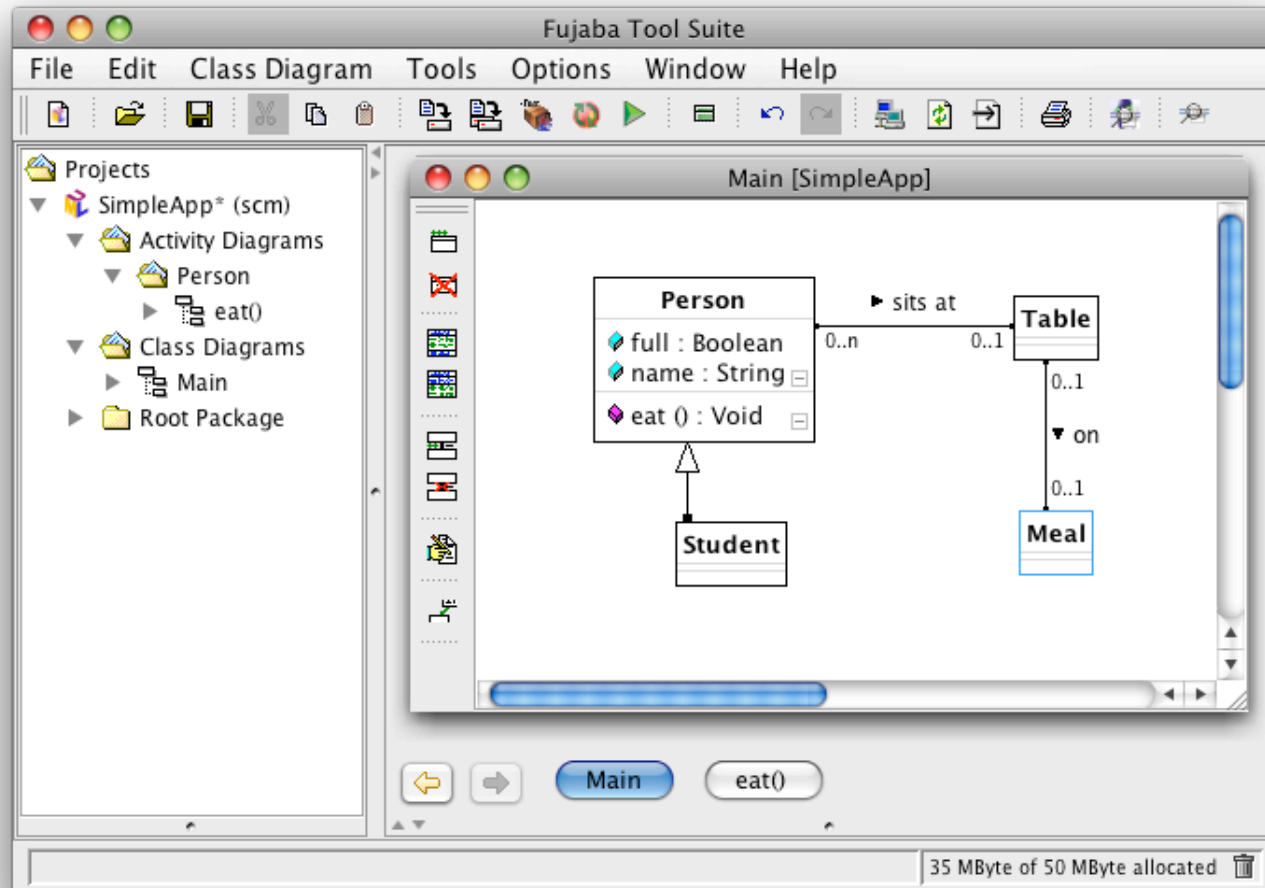 Fujaba Tool Suite
File Edit Class Diagram Tools Options Window Help
Projects
SimpleApp* (scm)
Activity Diagrams
Person
eat()
Class Diagrams
Main
Root Package
Main [SimpleApp]
Person
full : Boolean
name : String
eat () : Void
sits at
0..n
0..1
Table
0..1
on
0..1
Meal
Student
Main
eat()
35 MByte of 50 MByte allocated